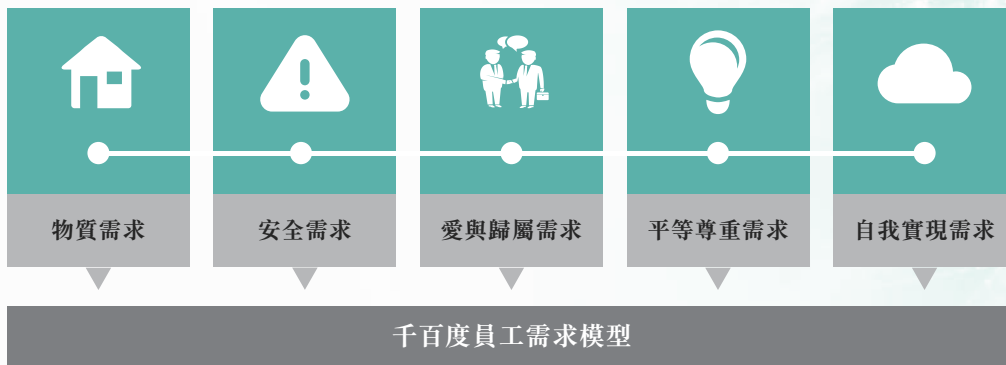 物質需求
安全需求
愛與歸屬需求
平等尊重需求
自我實現需求
千百度員工需求模型